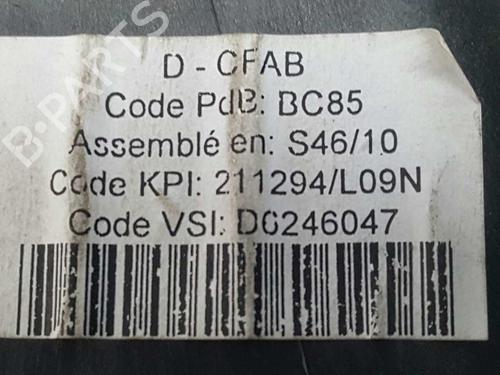 D - CFAB
Code PdB: BC85
Assemblé en: S46/10
Code KPI: 211294/L09N
Code VSI: D0246047
B-PARTS